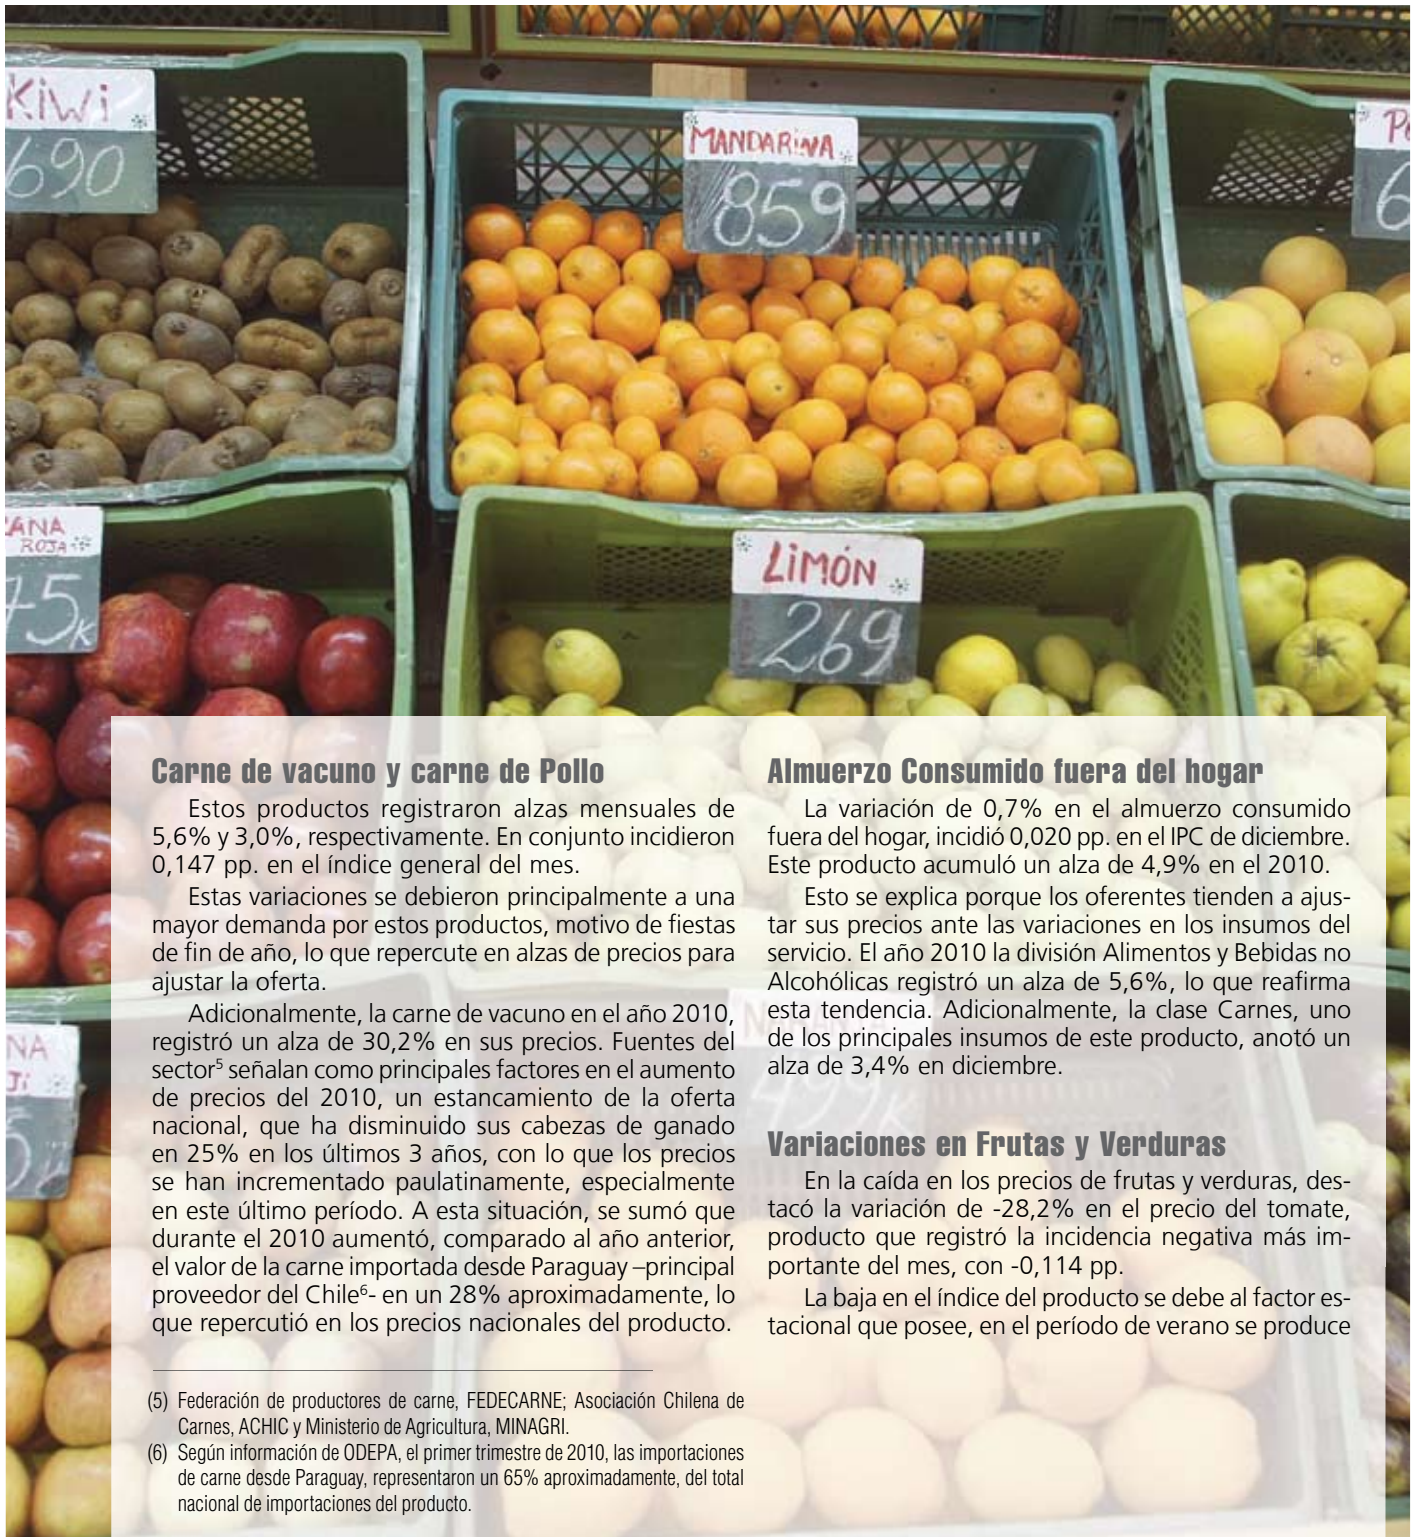 KiWi
690
MANDARINA
859
ROJA
LIMÓN
269
Carne de vacuno y carne de Pollo
Estos productos registraron alzas mensuales de
5,6% y 3,0%, respectivamente. En conjunto incidieron
0,147 pp. en el índice general del mes.
Estas variaciones se debieron principalmente a una
mayor demanda por estos productos, motivo de fiestas
de fin de año, lo que repercute en alzas de precios para
ajustar la oferta.
Adicionalmente, la carne de vacuno en el año 2010,
registró un alza de 30,2% en sus precios. Fuentes del
sector⁵ señalan como principales factores en el aumento
de precios del 2010, un estancamiento de la oferta
nacional, que ha disminuido sus cabezas de ganado
en 25% en los últimos 3 años, con lo que los precios
se han incrementado paulatinamente, especialmente
en este último período. A esta situación, se sumó que
durante el 2010 aumentó, comparado al año anterior,
el valor de la carne importada desde Paraguay –principal
proveedor del Chile⁶- en un 28% aproximadamente, lo
que repercutió en los precios nacionales del producto.
(5) Federación de productores de carne, FEDECARNE; Asociación Chilena de
Carnes, ACHIC y Ministerio de Agricultura, MINAGRI.
(6) Según información de ODEPA, el primer trimestre de 2010, las importaciones
de carne desde Paraguay, representaron un 65% aproximadamente, del total
nacional de importaciones del producto.
Almuerzo Consumido fuera del hogar
La variación de 0,7% en el almuerzo consumido
fuera del hogar, incidió 0,020 pp. en el IPC de diciembre.
Este producto acumuló un alza de 4,9% en el 2010.
Esto se explica porque los oferentes tienden a ajus-
tar sus precios ante las variaciones en los insumos del
servicio. El año 2010 la división Alimentos y Bebidas no
Alcohólicas registró un alza de 5,6%, lo que reafirma
esta tendencia. Adicionalmente, la clase Carnes, uno
de los principales insumos de este producto, anotó un
alza de 3,4% en diciembre.
Variaciones en Frutas y Verduras
En la caída en los precios de frutas y verduras, des-
tacó la variación de -28,2% en el precio del tomate,
producto que registró la incidencia negativa más im-
portante del mes, con -0,114 pp.
La baja en el índice del producto se debe al factor es-
tacional que posee, en el período de verano se produce